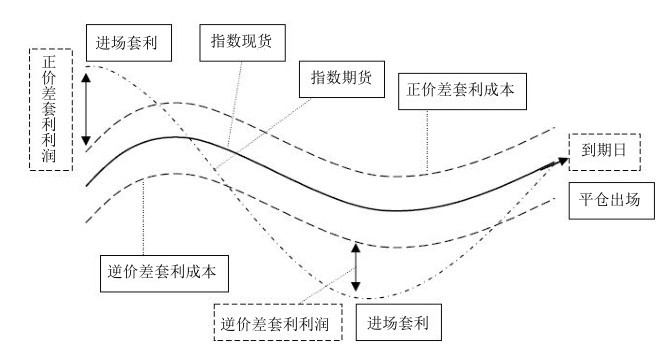 进场套利
指数现货
正价差套利利润
指数期货
正价差套利成本
到期日
平仓出场
逆价差套利成本
逆价差套利利润
进场套利